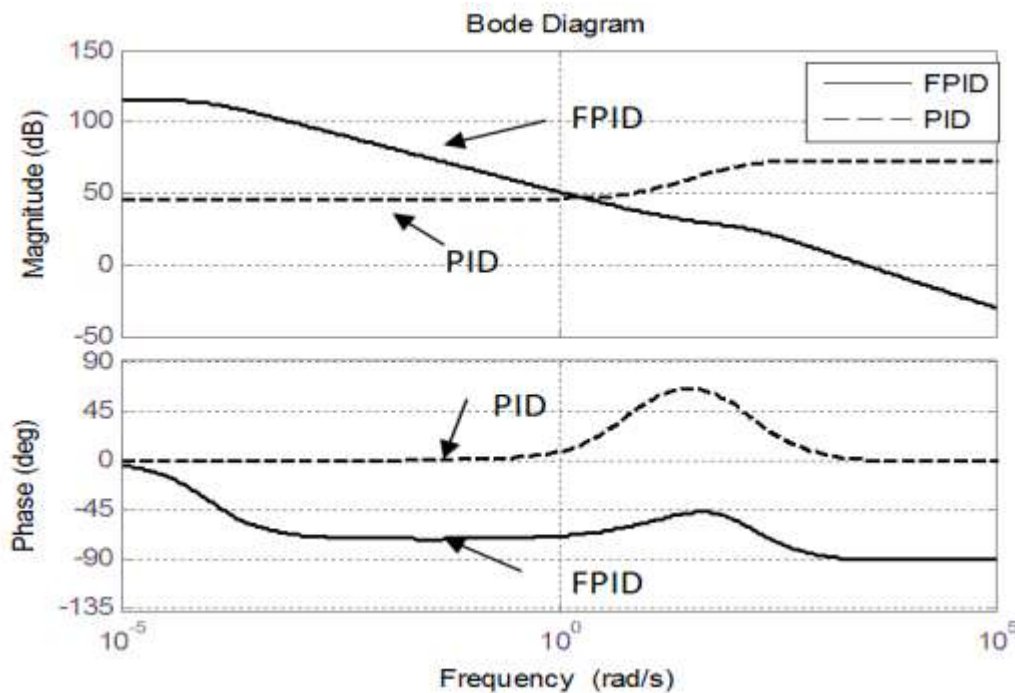 Bode Diagram
150
100
50
0
-50
Magnitude (dB)
FPID
PID
FPID
PID
90
45
0
-45
-90
-135
Phase (deg)
PID
FPID
10^-5
10^0
10^5
Frequency (rad/s)